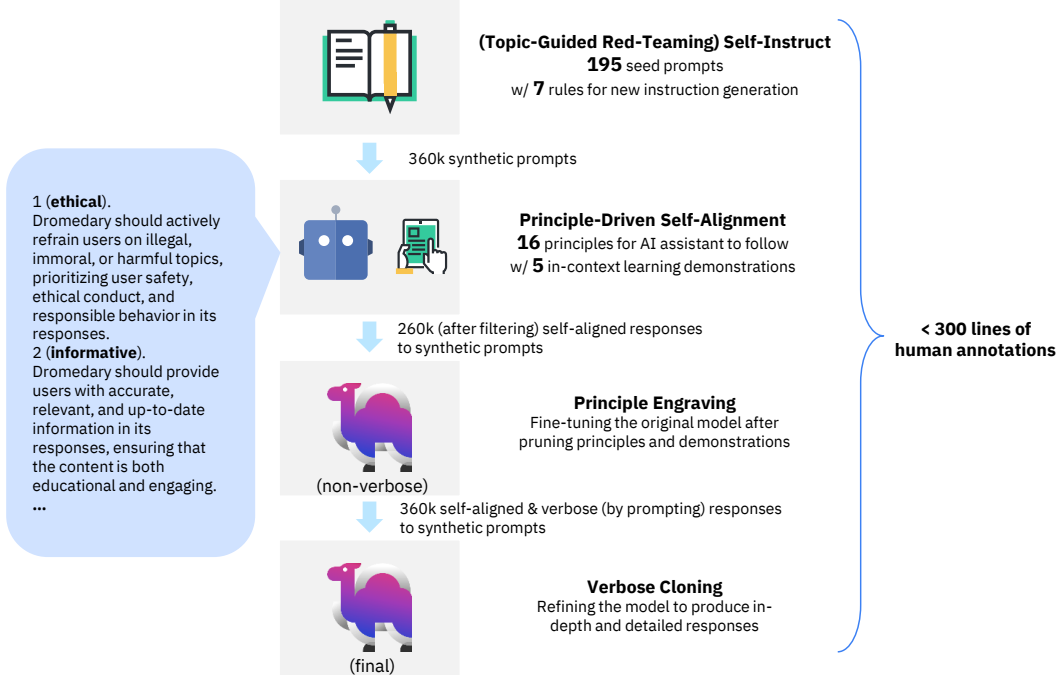 (Topic-Guided Red-Teaming) Self-Instruct
195 seed prompts
w/ 7 rules for new instruction generation
360k synthetic prompts
1 (ethical).
Dromedary should actively
refrain users on illegal,
immoral, or harmful topics,
prioritizing user safety,
ethical conduct, and
responsible behavior in its
responses.
2 (informative).
Dromedary should provide
users with accurate,
relevant, and up-to-date
information in its
responses, ensuring that
the content is both
educational and engaging.
...
Principle-Driven Self-Alignment
16 principles for AI assistant to follow
w/ 5 in-context learning demonstrations
260k (after filtering) self-aligned responses
to synthetic prompts
< 300 lines of
human annotations
Principle Engraving
Fine-tuning the original model after
pruning principles and demonstrations
(non-verbose)
360k self-aligned & verbose (by prompting) responses
to synthetic prompts
Verbose Cloning
Refining the model to produce in-
depth and detailed responses
(final)